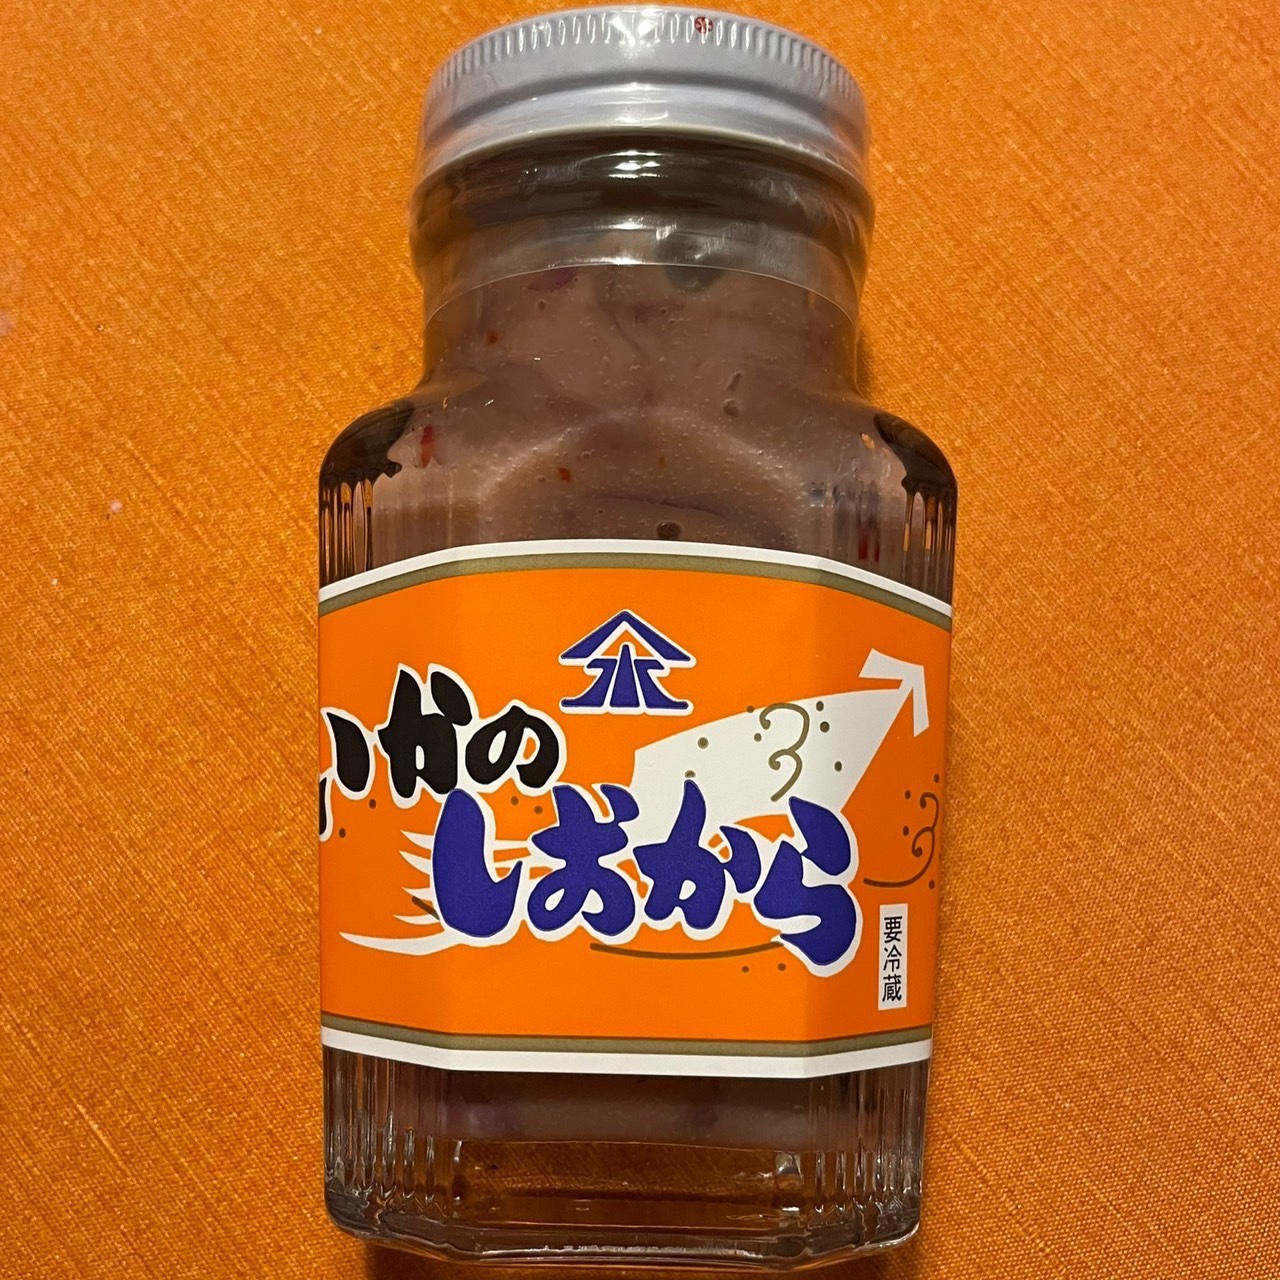 いかの
しおから
要冷蔵